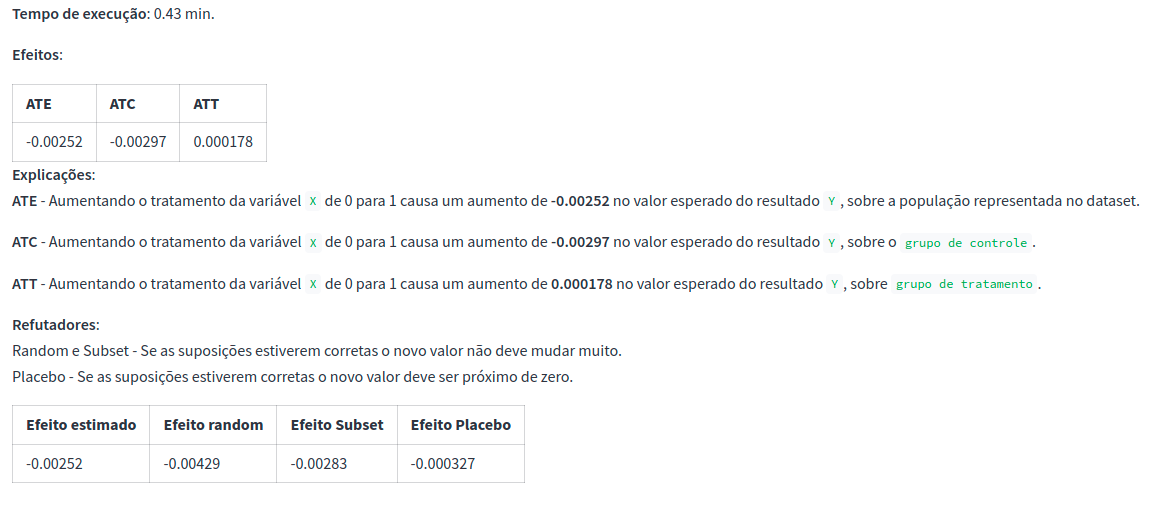 Tempo de execução: 0.43 min.
Efeitos:
ATE ATC ATT
-0.00252 -0.00297 0.000178
Explicações:
ATE - Aumentando o tratamento da variável X de 0 para 1 causa um aumento de -0.00252 no valor esperado do resultado Y , sobre a população representada no dataset.
ATC - Aumentando o tratamento da variável X de 0 para 1 causa um aumento de -0.00297 no valor esperado do resultado Y , sobre o grupo de controle .
ATT - Aumentando o tratamento da variável X de 0 para 1 causa um aumento de 0.000178 no valor esperado do resultado Y , sobre grupo de tratamento .
Refutadores:
Random e Subset - Se as suposições estiverem corretas o novo valor não deve mudar muito.
Placebo - Se as suposições estiverem corretas o novo valor deve ser próximo de zero.
Efeito estimado Efeito random Efeito Subset Efeito Placebo
-0.00252 -0.00429 -0.00283 -0.000327